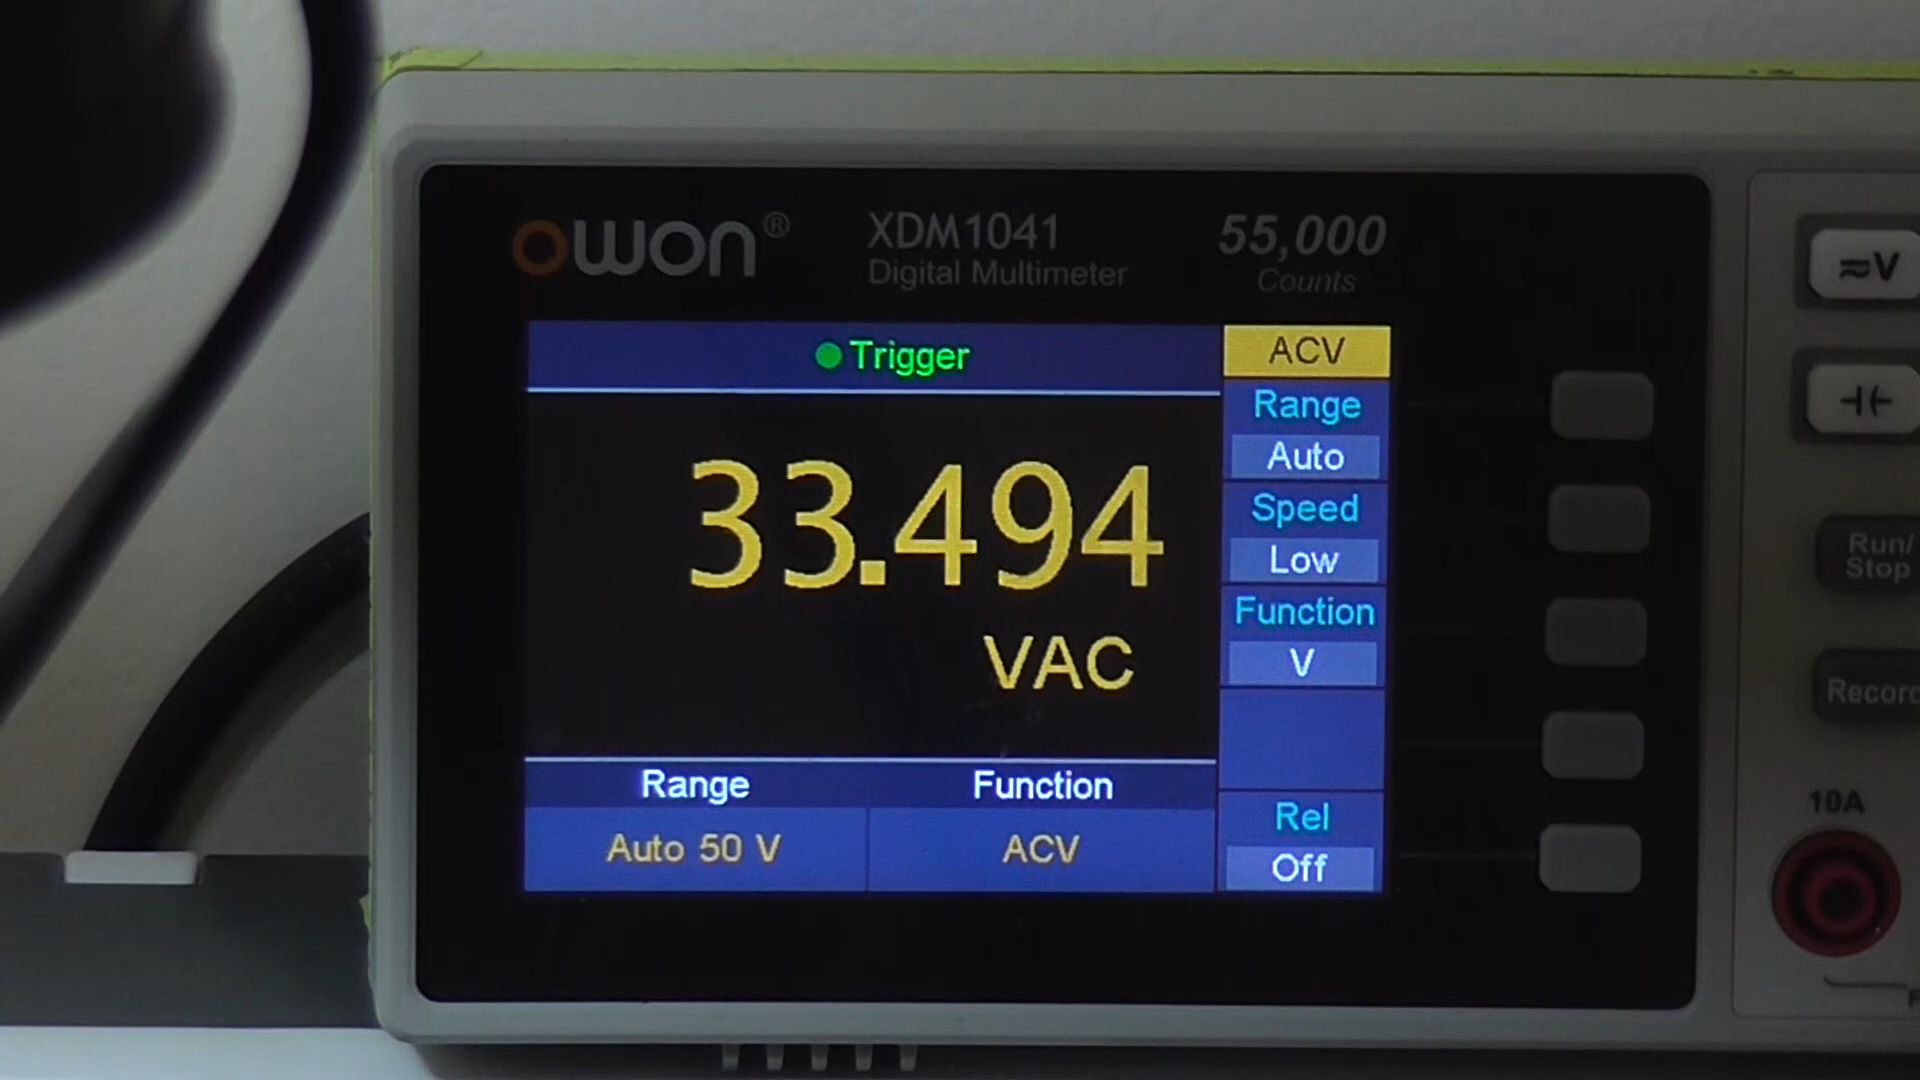 owon®
XDM1041
Digital Multimeter
55,000
Counts
Trigger
33.494
VAC
Range
Function
Auto 50 V
ACV
ACV
Range
Auto
Speed
Low
Function
V
Rel
Off
≂V
Run/
Stop
Record
10A